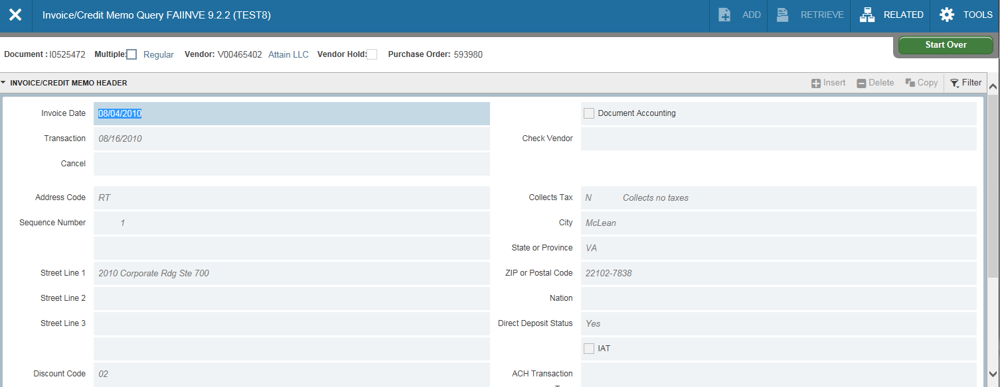 Invoice/Credit Memo Query FAIINVE 9.2.2 (TEST8) ADD RETRIEVE RELATED TOOLS
Start Over
Document : I0525472 Multiple: Regular Vendor: V00465402 Attain LLC Vendor Hold: Purchase Order: 593980
INVOICE/CREDIT MEMO HEADER Insert Delete Copy Filter
Invoice Date 08/04/2010 Document Accounting
Transaction 08/16/2010 Check Vendor
Cancel
Address Code RT Collects Tax N Collects no taxes
Sequence Number 1 City McLean
State or Province VA
Street Line 1 2010 Corporate Rdg Ste 700 ZIP or Postal Code 22102-7838
Street Line 2 Nation
Street Line 3 Direct Deposit Status Yes
IAT
Discount Code 02 ACH Transaction